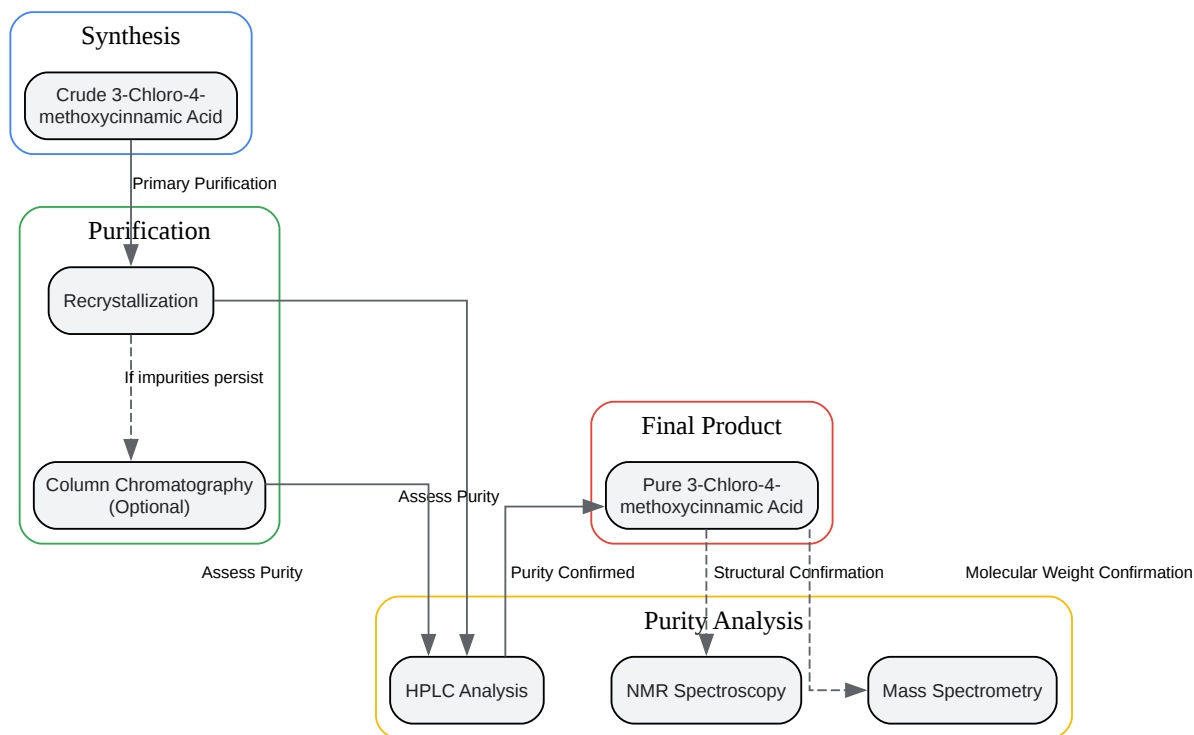 Synthesis
Crude 3-Chloro-4-
methoxycinnamic Acid
Primary Purification
Purification
Recrystallization
If impurities persist
Column Chromatography
(Optional)
Assess Purity
Assess Purity
Final Product
Pure 3-Chloro-4-
methoxycinnamic Acid
Purity Confirmed
Structural Confirmation
Molecular Weight Confirmation
Purity Analysis
HPLC Analysis
NMR Spectroscopy
Mass Spectrometry